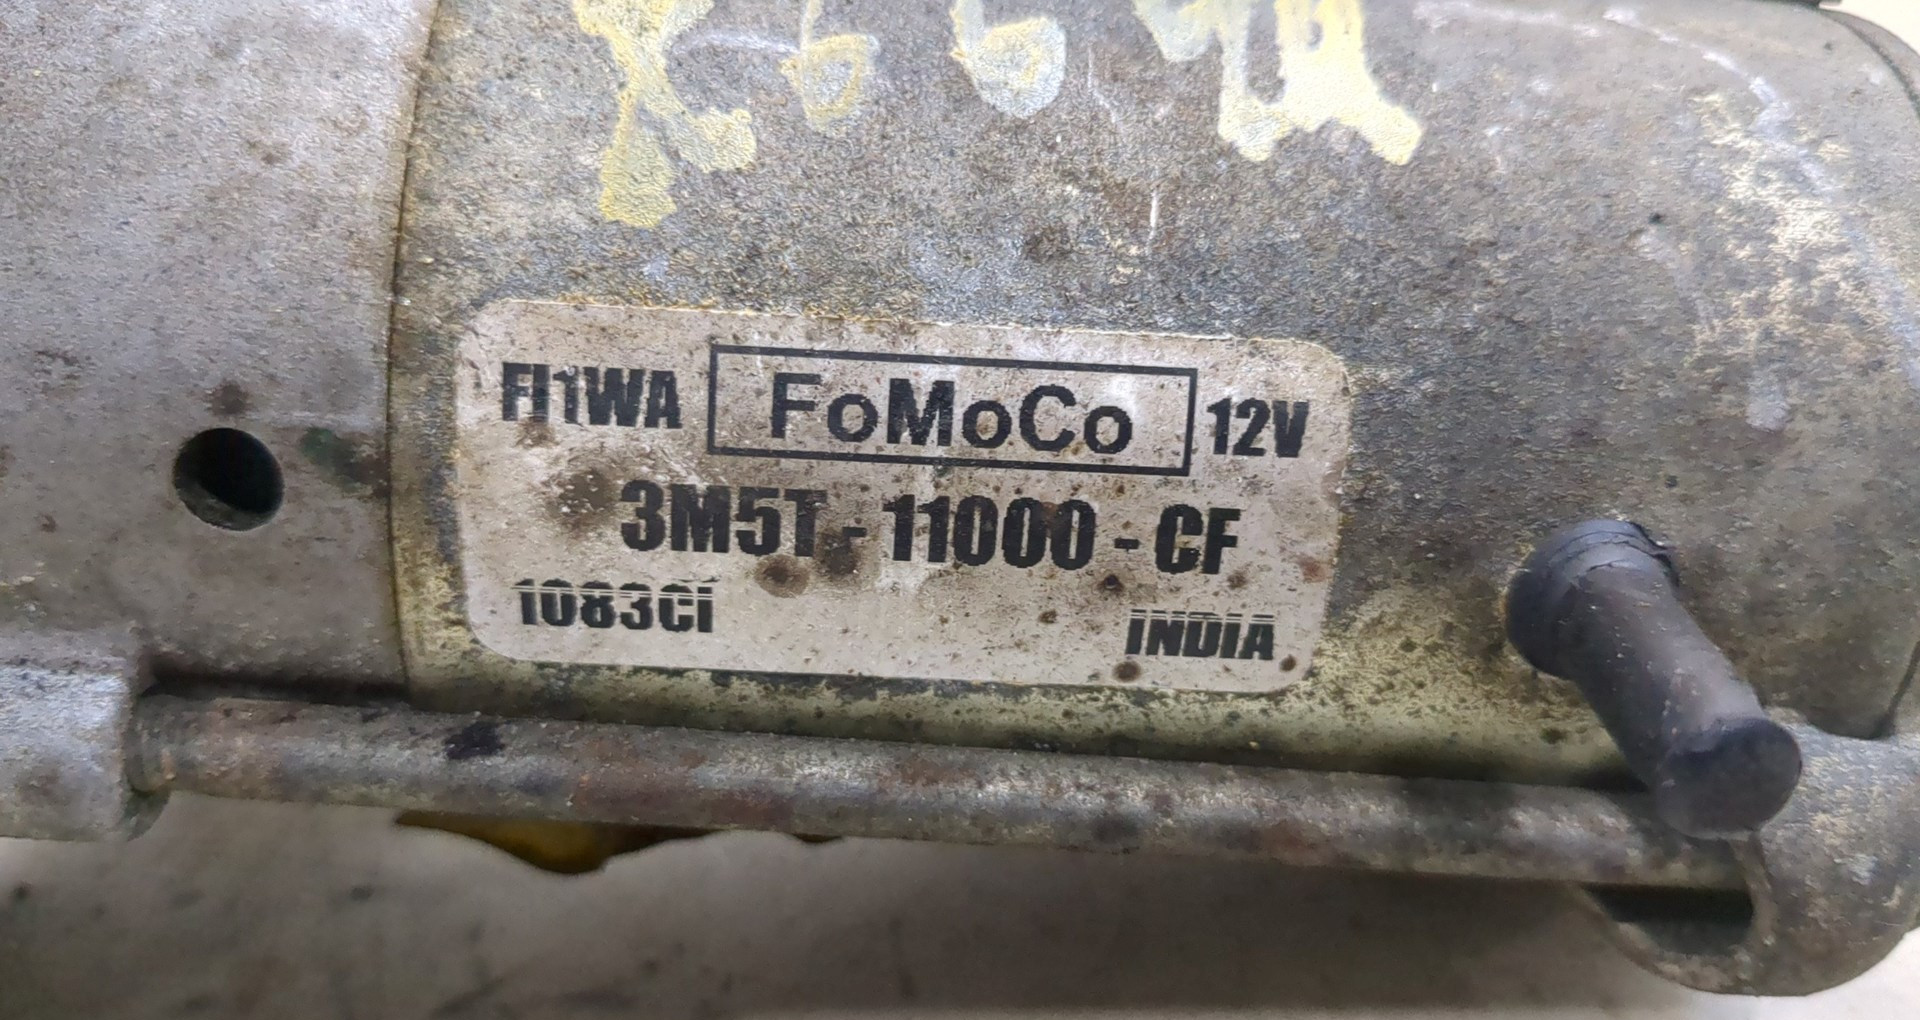 FI1WA FoMoCo 12V
3M5T - 11000 - CF
1083CI INDIA